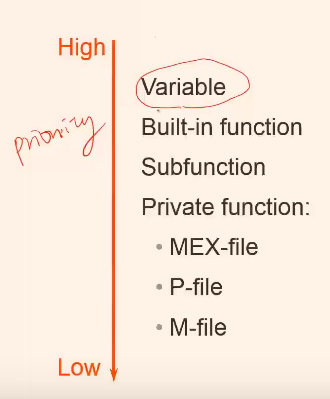 High
Variable
priority
Built-in function
Subfunction
Private function:
• MEX-file
• P-file
• M-file
Low